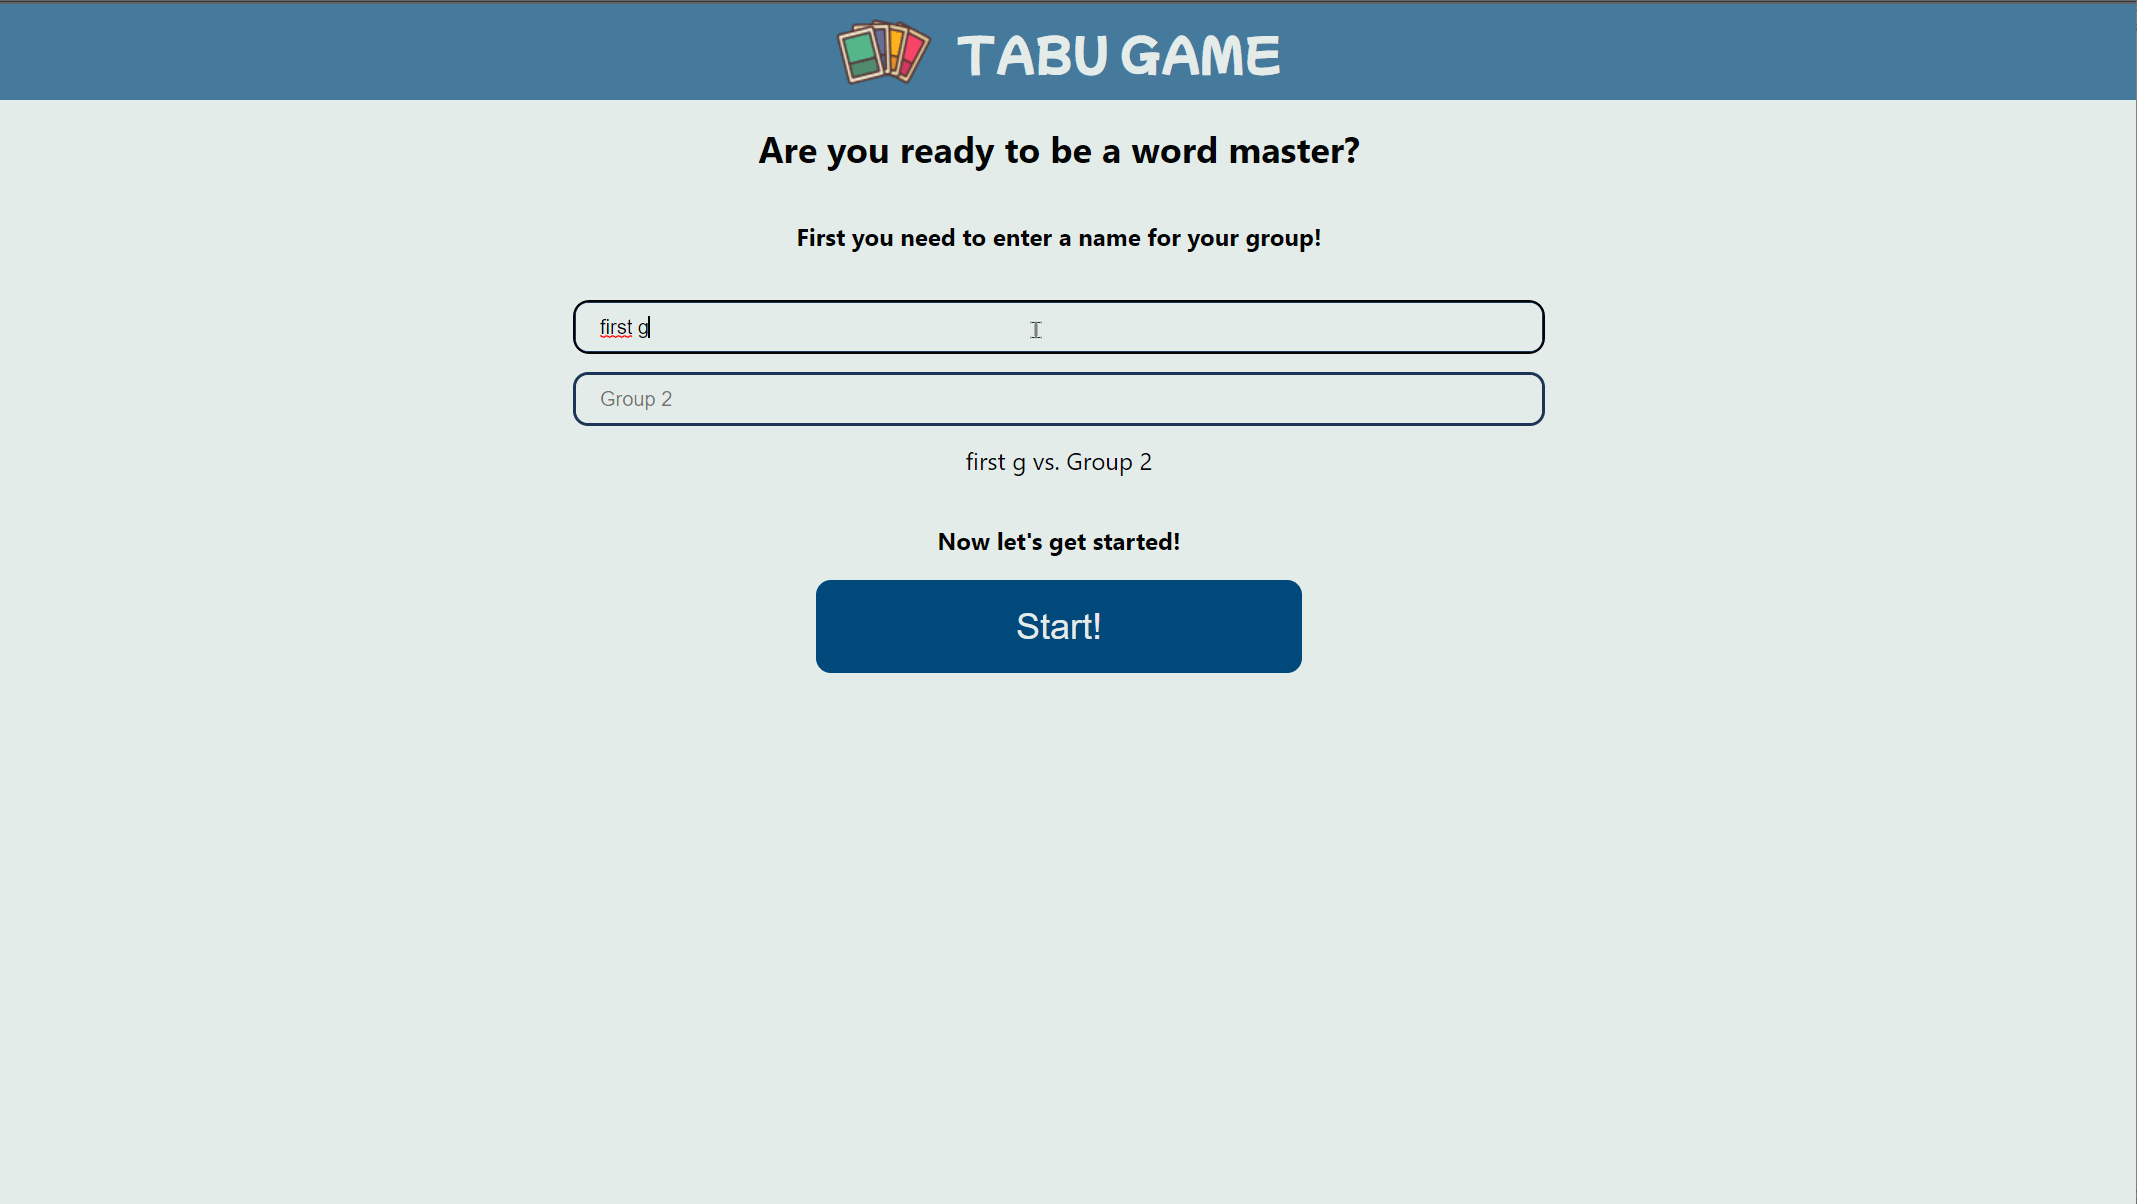 TABU GAME
Are you ready to be a word master?
First you need to enter a name for your group!
first g
Group 2
first g vs. Group 2
Now let's get started!
Start!